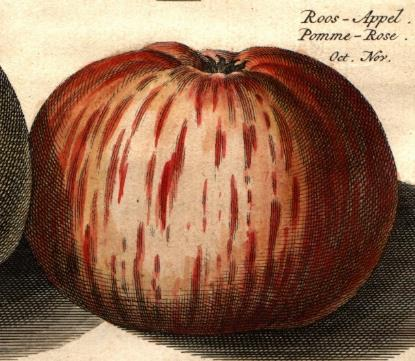 Roos-Appel.
Pomme-Rose.
Oct. Nov.